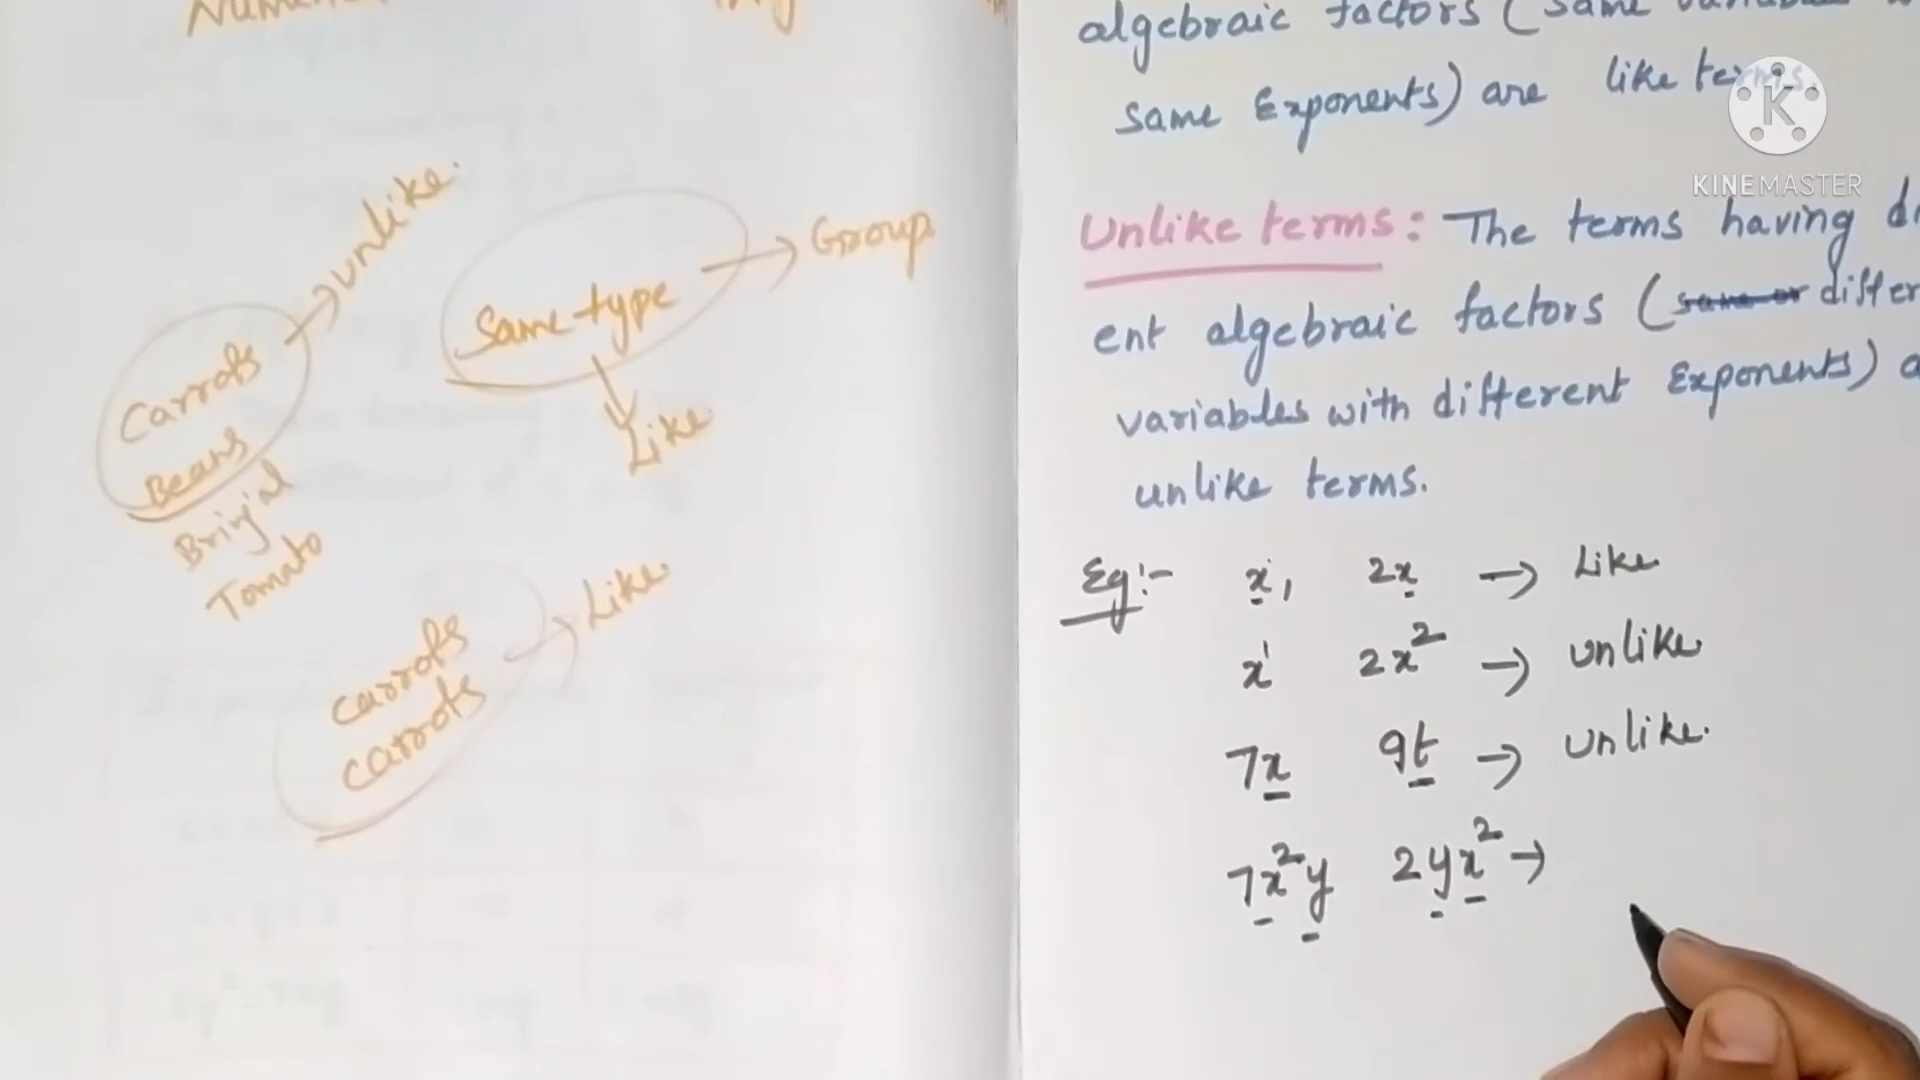 unlike.
Group.
Same type
Carrots
Beans
Like
Brinjal
Tomato
Like
carrots
carrots
algebraic factors (same variables
same Exponents) are like terms.
KINEMASTER
Unlike terms: The terms having
ent algebraic factors (same or differ
variables with different Exponents)
unlike terms.
Eg:- x, 2x → Like
x¹ 2x² → unlike
7x 9t → unlike.
7x²y 2yx² →